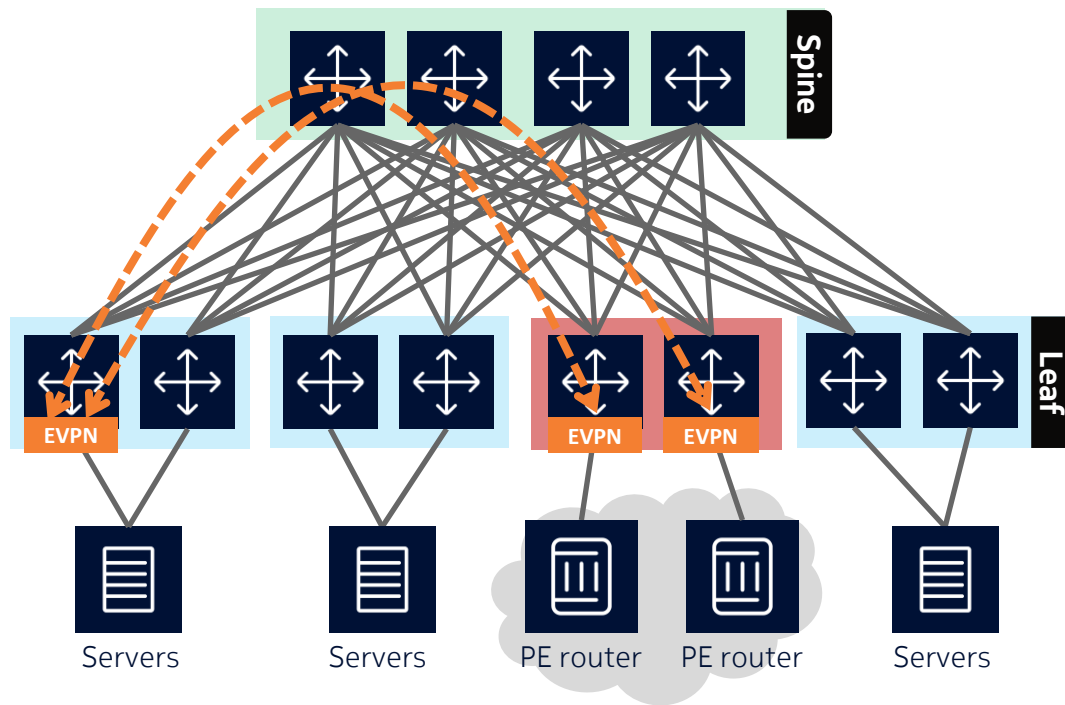 Spine
Leaf
EVPN
EVPN
EVPN
Servers
Servers
PE router
PE router
Servers